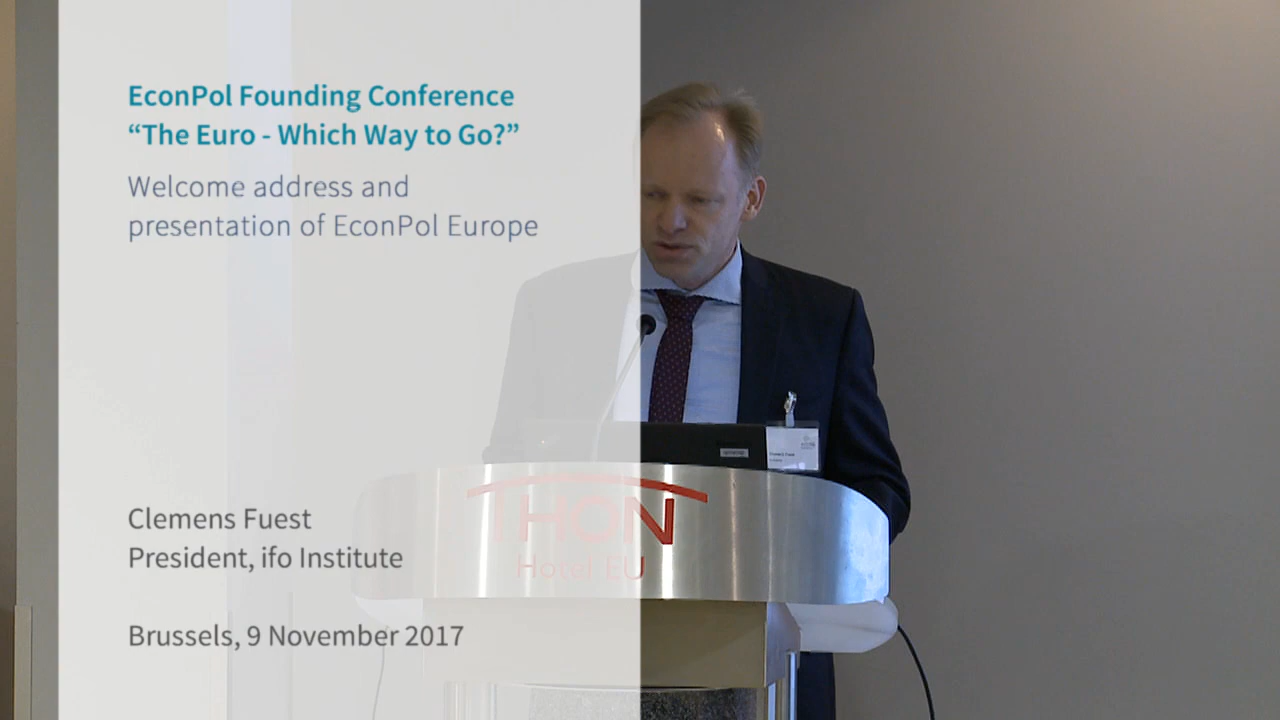 EconPol Founding Conference
“The Euro - Which Way to Go?”
Welcome address and
presentation of EconPol Europe
Clemens Fuest
President, ifo Institute
Brussels, 9 November 2017
THON
Hotel EU